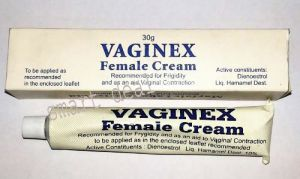 30g
VAGINEX
Female Cream
To be applied as
recommended in
the enclosed leaflet
Recommended for Frigidity
and as an aid Vaginal Contraction
Active constituents:
Dienoestrol
Liq. Hamamel Dest.
VAGINEX
Female Cream
Recommended for Frigidity
and as an aid to Vaginal Contraction
to be applied as in the enclosed leaflet recommended
Active Constituents : Dienoestrol Liq. Hamamel Dest.